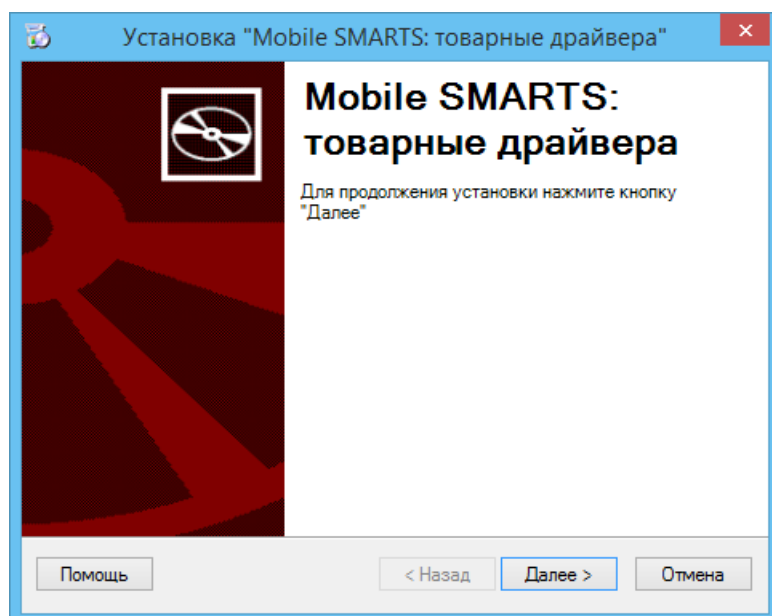 Установка "Mobile SMARTS: товарные драйвера"
Mobile SMARTS:
товарные драйвера
Для продолжения установки нажмите кнопку
"Далее"
Помощь
< Назад
Далее >
Отмена